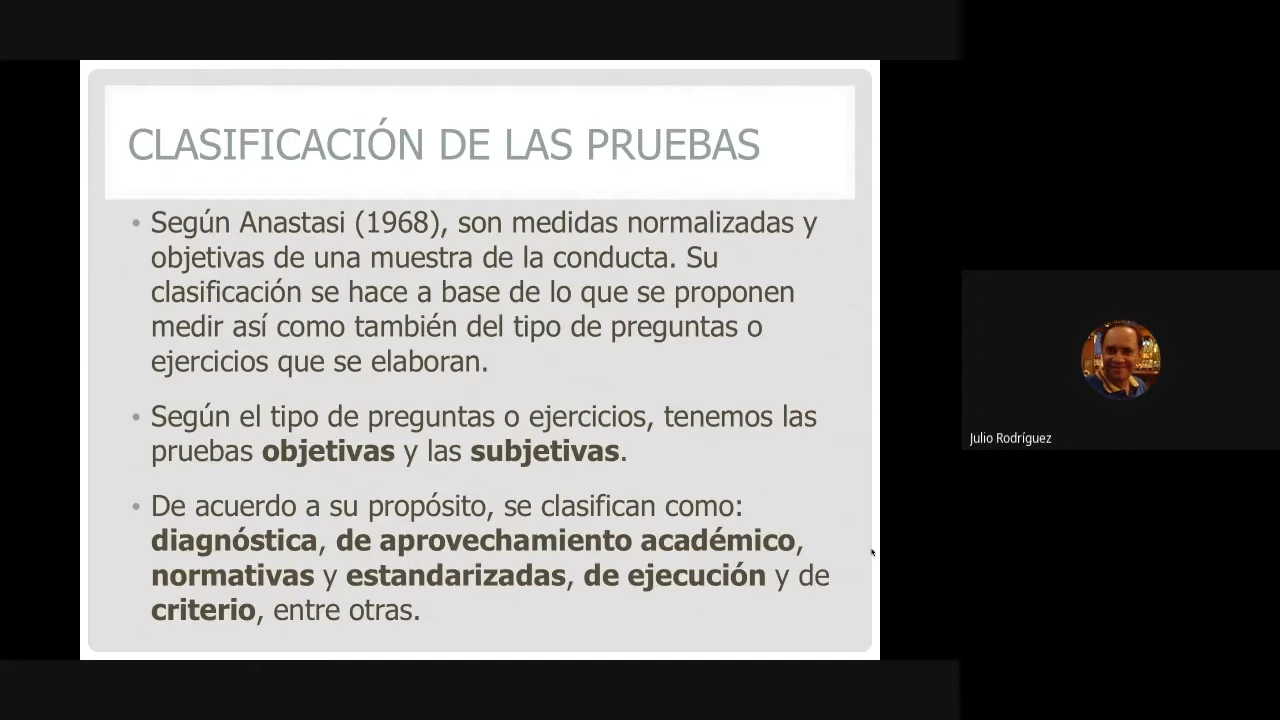 CLASIFICACIÓN DE LAS PRUEBAS
• Según Anastasi (1968), son medidas normalizadas y
objetivas de una muestra de la conducta. Su
clasificación se hace a base de lo que se proponen
medir así como también del tipo de preguntas o
ejercicios que se elaboran.
• Según el tipo de preguntas o ejercicios, tenemos las
pruebas objetivas y las subjetivas.
• De acuerdo a su propósito, se clasifican como:
diagnóstica, de aprovechamiento académico,
normativas y estandarizadas, de ejecución y de
criterio, entre otras.
Julio Rodríguez